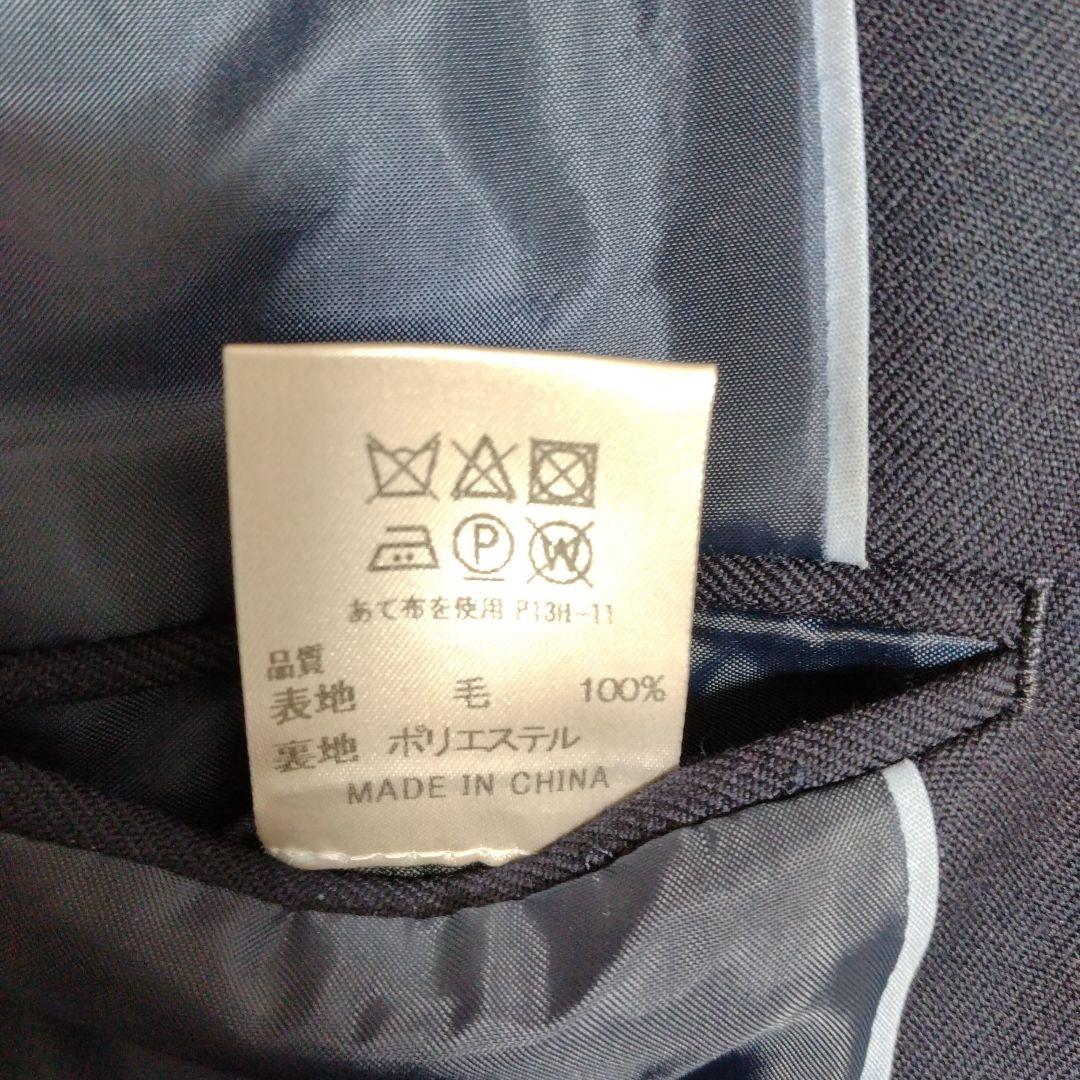 P
W
あて布を使用 P13H-11
品質
表地 毛 100%
裏地 ポリエステル
MADE IN CHINA